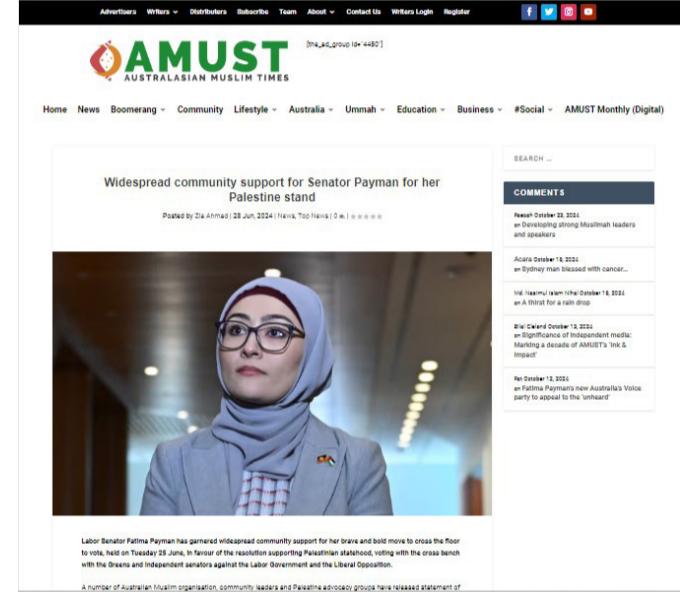 Advertisers Writers Distributors Subscribe Team About Contact Us Writers Login Register
AMUST
AUSTRALASIAN MUSLIM TIMES
[the_ad_group id="4480"]
Home News Boomerang Community Lifestyle Australia Ummah Education Business #Social AMUST Monthly (Digital)
Widespread community support for Senator Payman for her
Palestine stand
Posted by Zia Ahmad | 28 Jun, 2024 | News, Top News | 0
Labor Senator Fatima Payman has garnered widespread community support for her brave and bold move to cross the floor
to vote, held on Tuesday 25 June, in favour of the resolution supporting Palestinian statehood, voting with the cross bench
with the Greens and independent senators against the Labor Government and the Liberal Opposition.
A number of Australian Muslim organisation, community leaders and Palestine advocacy groups have released statement of
SEARCH ...
COMMENTS
October 23, 2024
on Developing strong Muslimah leaders
and speakers
Acara October 18, 2024
on Sydney man blessed with cancer...
Md. Nasimul Islam Nihal October 16, 2024
on A thirst for a rain drop
Bilal Cleland October 13, 2024
on Significance of independent media:
Marking a decade of AMUST's 'Ink &
Impact'
October 12, 2024
on Fatima Payman's new Australia's Voice
party to appeal to the 'unheard'